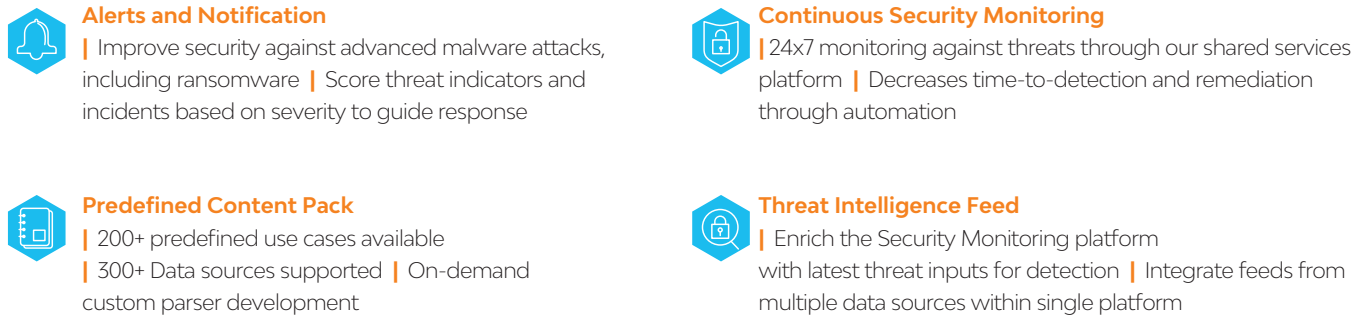 Alerts and Notification
| Improve security against advanced malware attacks,
including ransomware | Score threat indicators and
incidents based on severity to guide response
Continuous Security Monitoring
| 24x7 monitoring against threats through our shared services
platform | Decreases time-to-detection and remediation
through automation
Predefined Content Pack
| 200+ predefined use cases available
| 300+ Data sources supported | On-demand
custom parser development
Threat Intelligence Feed
| Enrich the Security Monitoring platform
with latest threat inputs for detection | Integrate feeds from
multiple data sources within single platform